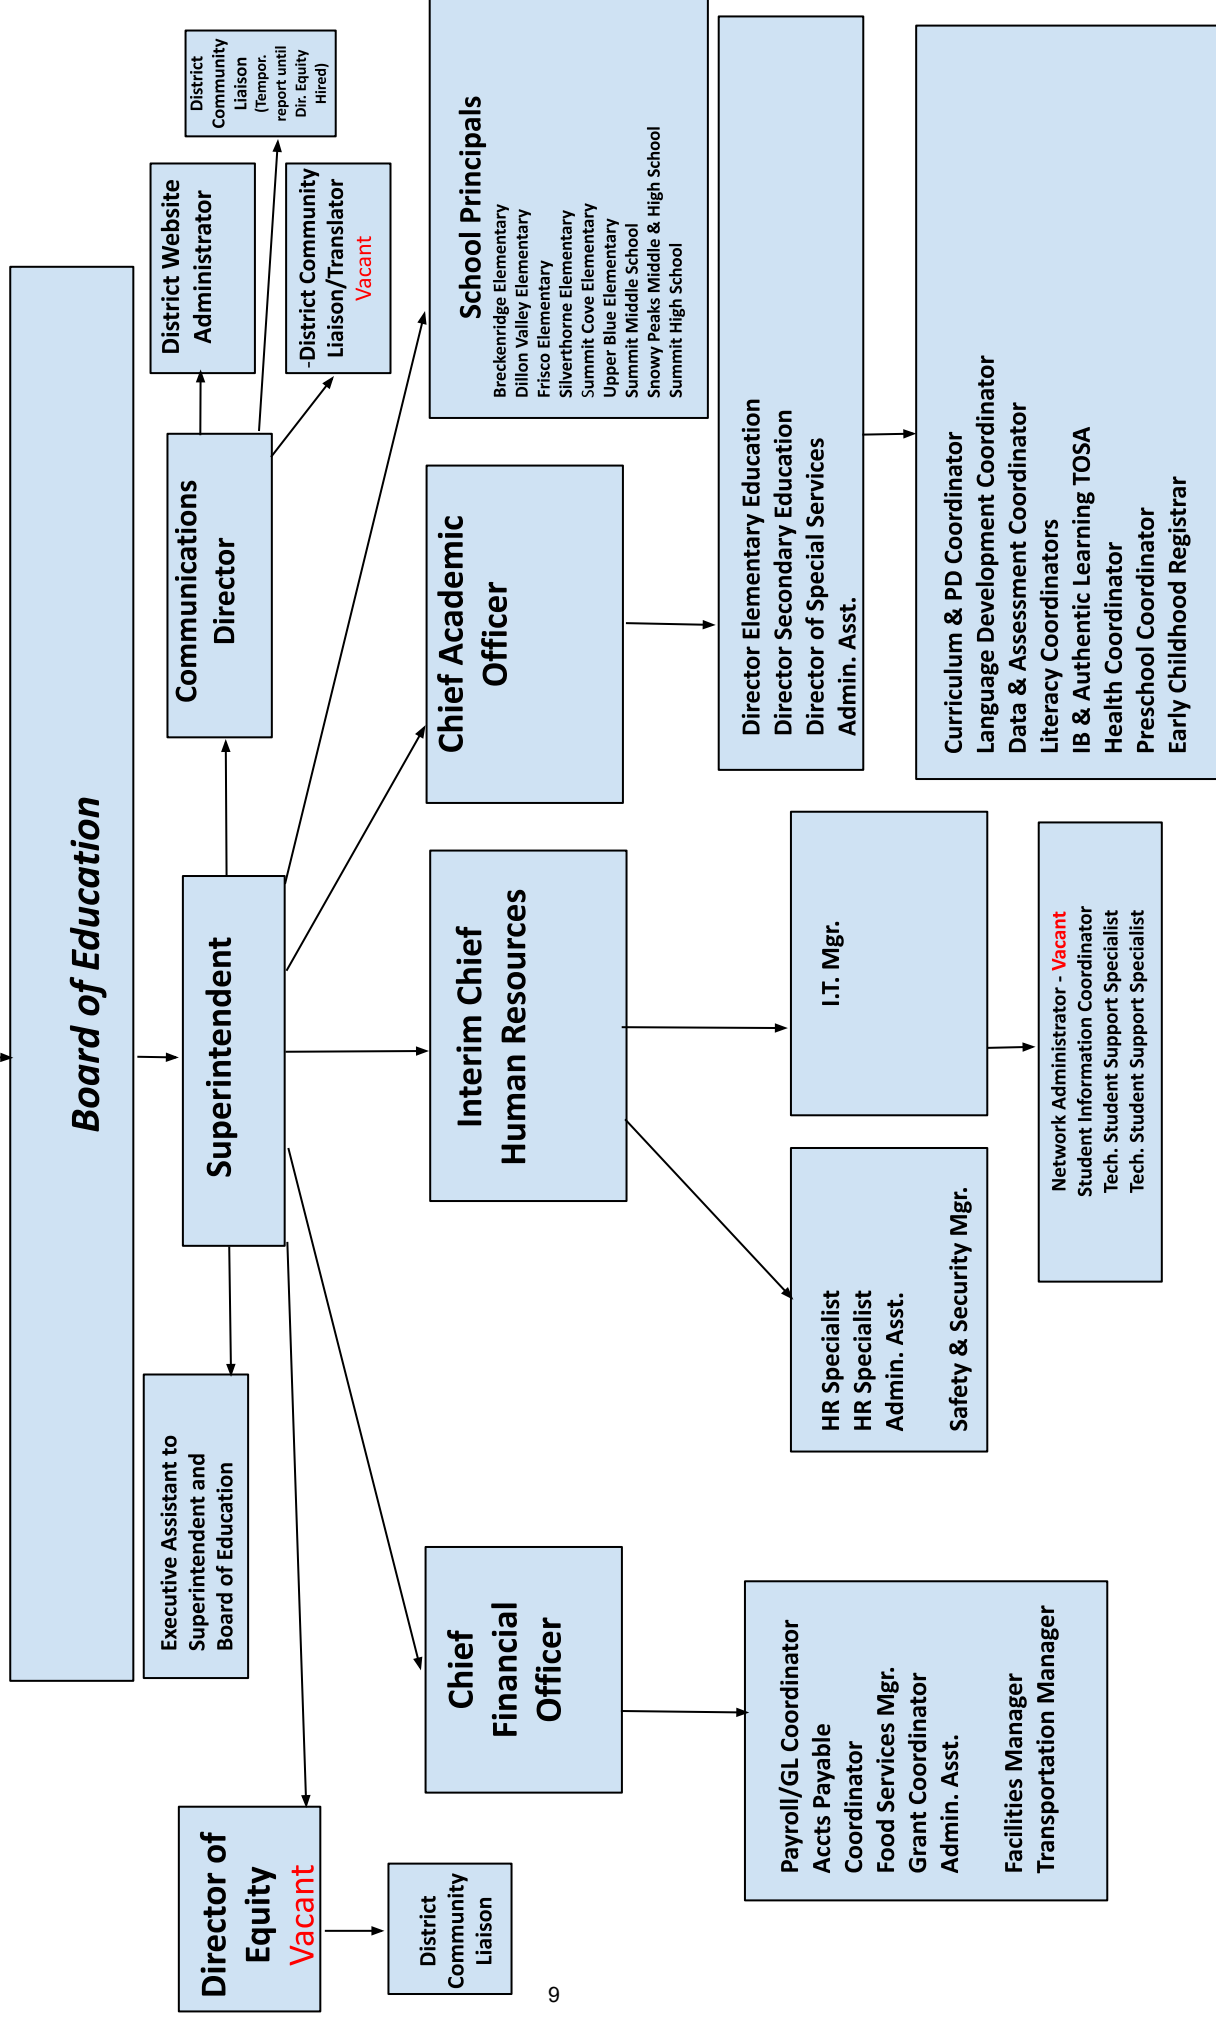 Board of Education
Superintendent
Executive Assistant to
Superintendent and
Board of Education
Communications
Director
District Website
Administrator
District
Community
Liaison
(Tempor.
report until
Dir. Equity
Hired)
-District Community
Liaison/Translator
Vacant
Director of
Equity
Vacant
District
Community
Liaison
Chief
Financial
Officer
Payroll/GL Coordinator
Accts Payable
Coordinator
Food Services Mgr.
Grant Coordinator
Admin. Asst.
Facilities Manager
Transportation Manager
Interim Chief
Human Resources
HR Specialist
HR Specialist
Admin. Asst.
Safety & Security Mgr.
I.T. Mgr.
Network Administrator - Vacant
Student Information Coordinator
Tech. Student Support Specialist
Tech. Student Support Specialist
Chief Academic
Officer
Director Elementary Education
Director Secondary Education
Director of Special Services
Admin. Asst.
Curriculum & PD Coordinator
Language Development Coordinator
Data & Assessment Coordinator
Literacy Coordinators
IB & Authentic Learning TOSA
Health Coordinator
Preschool Coordinator
Early Childhood Registrar
School Principals
Breckenridge Elementary
Dillon Valley Elementary
Frisco Elementary
Silverthorne Elementary
Summit Cove Elementary
Upper Blue Elementary
Summit Middle School
Snowy Peaks Middle & High School
Summit High School
9